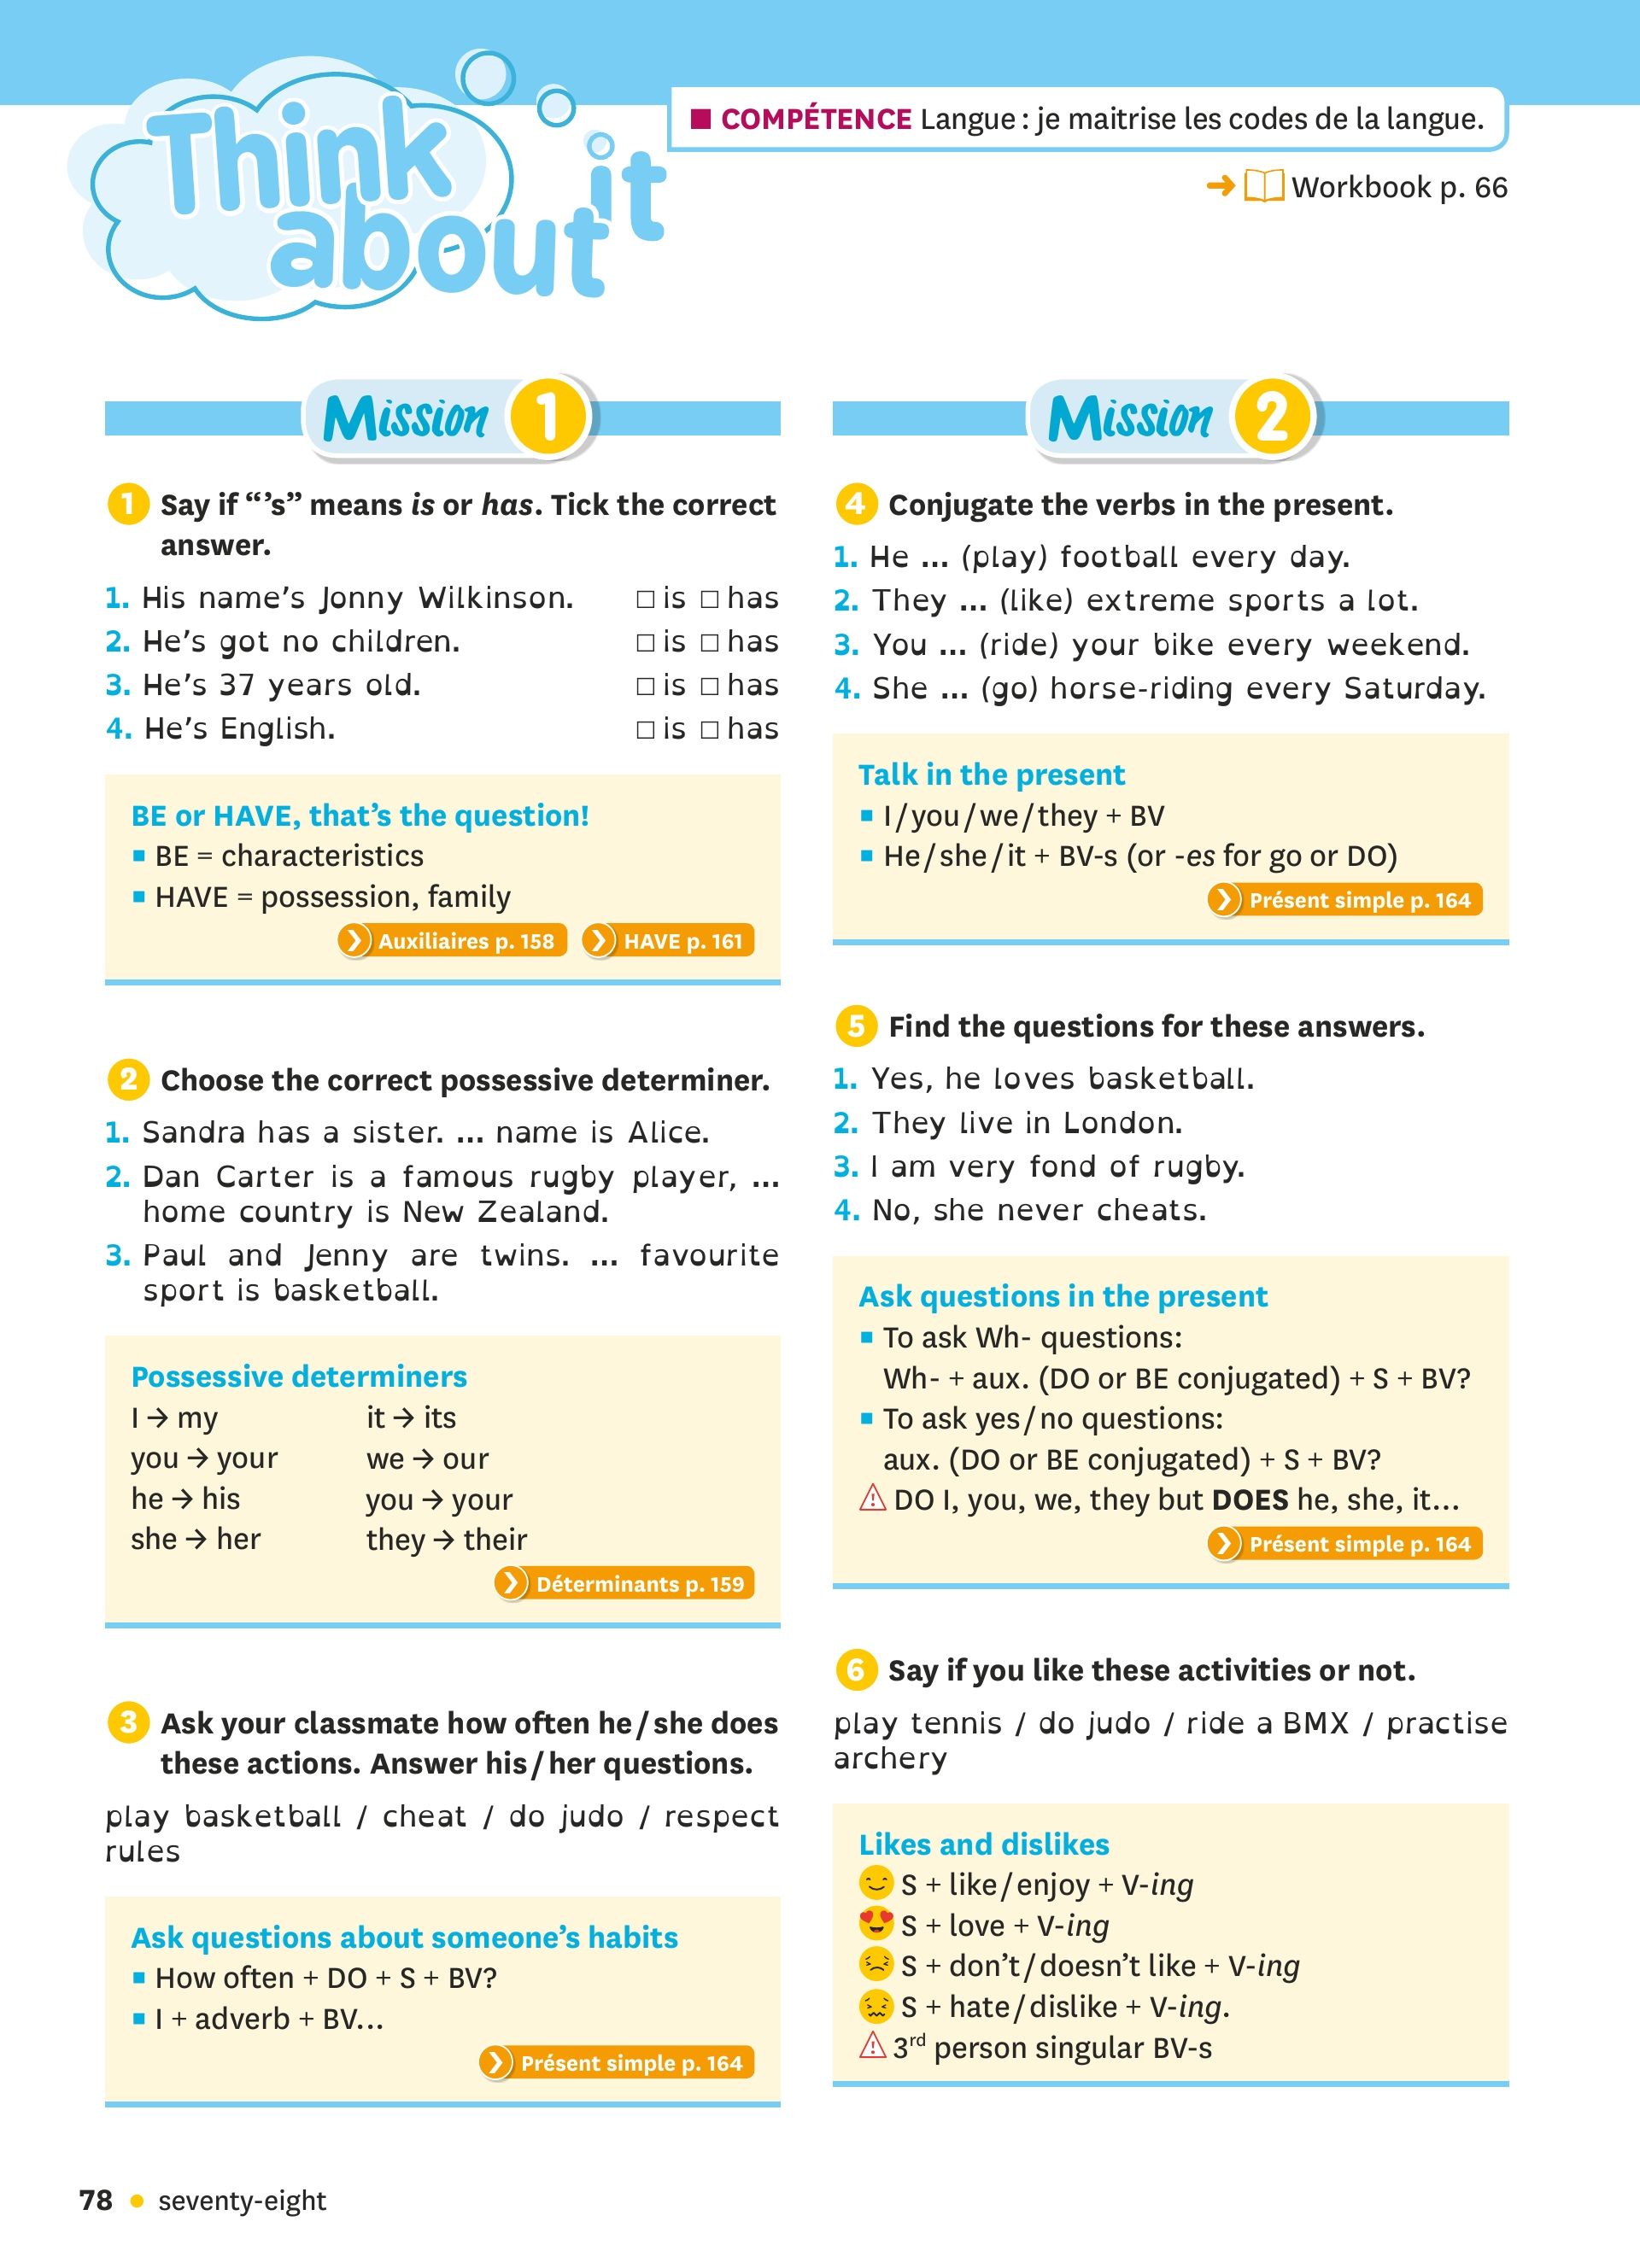 Think
about it
■ COMPÉTENCE Langue : je maitrise les codes de la langue.
➜ Workbook p. 66
Mission 1
1 Say if “’s” means is or has. Tick the correct
answer.
1. His name’s Jonny Wilkinson. □ is □ has
2. He’s got no children. □ is □ has
3. He’s 37 years old. □ is □ has
4. He’s English. □ is □ has
BE or HAVE, that’s the question!
▪ BE = characteristics
▪ HAVE = possession, family
Auxiliaires p. 158 HAVE p. 161
2 Choose the correct possessive determiner.
1. Sandra has a sister. ... name is Alice.
2. Dan Carter is a famous rugby player, ...
home country is New Zealand.
3. Paul and Jenny are twins. ... favourite
sport is basketball.
Possessive determiners
I → my it → its
you → your we → our
he → his you → your
she → her they → their
Déterminants p. 159
3 Ask your classmate how often he / she does
these actions. Answer his / her questions.
play basketball / cheat / do judo / respect
rules
Ask questions about someone’s habits
▪ How often + DO + S + BV?
▪ I + adverb + BV...
Présent simple p. 164
Mission 2
4 Conjugate the verbs in the present.
1. He ... (play) football every day.
2. They ... (like) extreme sports a lot.
3. You ... (ride) your bike every weekend.
4. She ... (go) horse-riding every Saturday.
Talk in the present
▪ I / you / we / they + BV
▪ He / she / it + BV-s (or -es for go or DO)
Présent simple p. 164
5 Find the questions for these answers.
1. Yes, he loves basketball.
2. They live in London.
3. I am very fond of rugby.
4. No, she never cheats.
Ask questions in the present
▪ To ask Wh- questions:
Wh- + aux. (DO or BE conjugated) + S + BV?
▪ To ask yes / no questions:
aux. (DO or BE conjugated) + S + BV?
⚠ DO I, you, we, they but DOES he, she, it...
Présent simple p. 164
6 Say if you like these activities or not.
play tennis / do judo / ride a BMX / practise
archery
Likes and dislikes
S + like / enjoy + V-ing
S + love + V-ing
S + don’t / doesn’t like + V-ing
S + hate / dislike + V-ing.
⚠ 3rd person singular BV-s
78 • seventy-eight